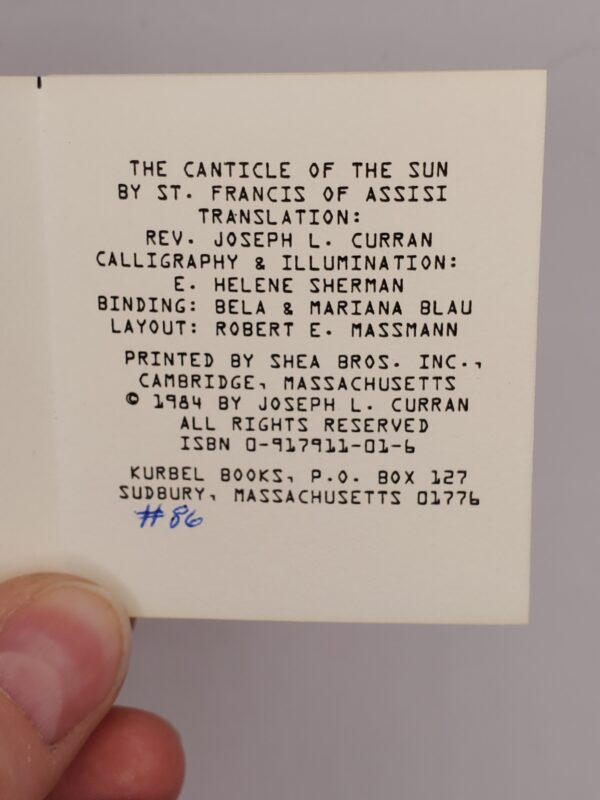 THE CANTICLE OF THE SUN
BY ST. FRANCIS OF ASSISI
TRANSLATION:
REV. JOSEPH L. CURRAN
CALLIGRAPHY & ILLUMINATION:
E. HELENE SHERMAN
BINDING: BELA & MARIANA BLAU
LAYOUT: ROBERT E. MASSMANN
PRINTED BY SHEA BROS. INC.,
CAMBRIDGE, MASSACHUSETTS
© 1984 BY JOSEPH L. CURRAN
ALL RIGHTS RESERVED
ISBN 0-917911-01-6
KURBEL BOOKS, P.O. BOX 127
SUDBURY, MASSACHUSETTS 01776
#86